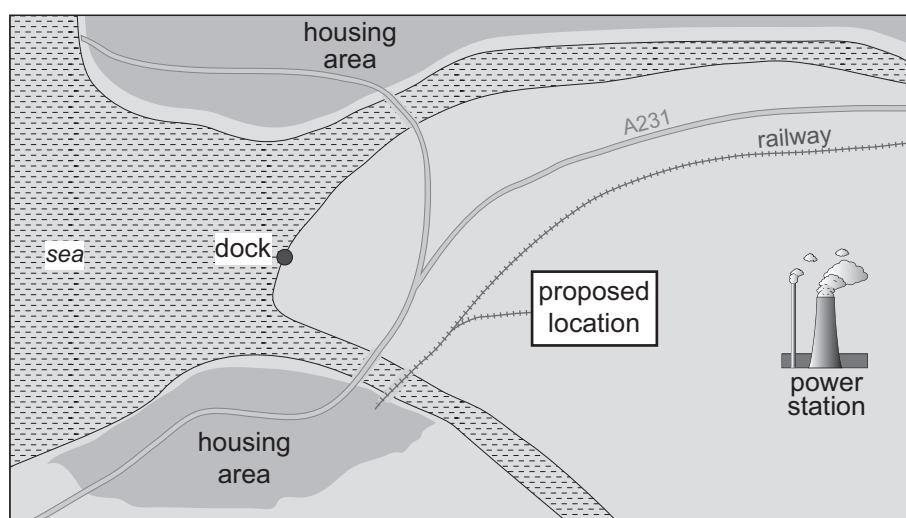 housing
area
A231
railway
sea
dock
proposed
location
power
station
housing
area